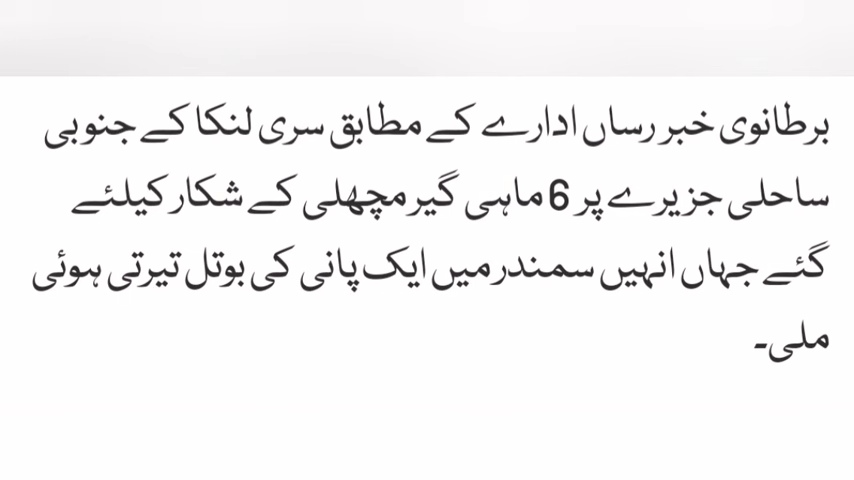 برطانوی خبر رساں ادارے کے مطابق سری لنکا کے جنوبی
ساحلی جزیرے پر 6 ماہی گیر مچھلی کے شکار کیلئے
گئے جہاں انہیں سمندر میں ایک پانی کی بوتل تیرتی ہوئی
ملی۔